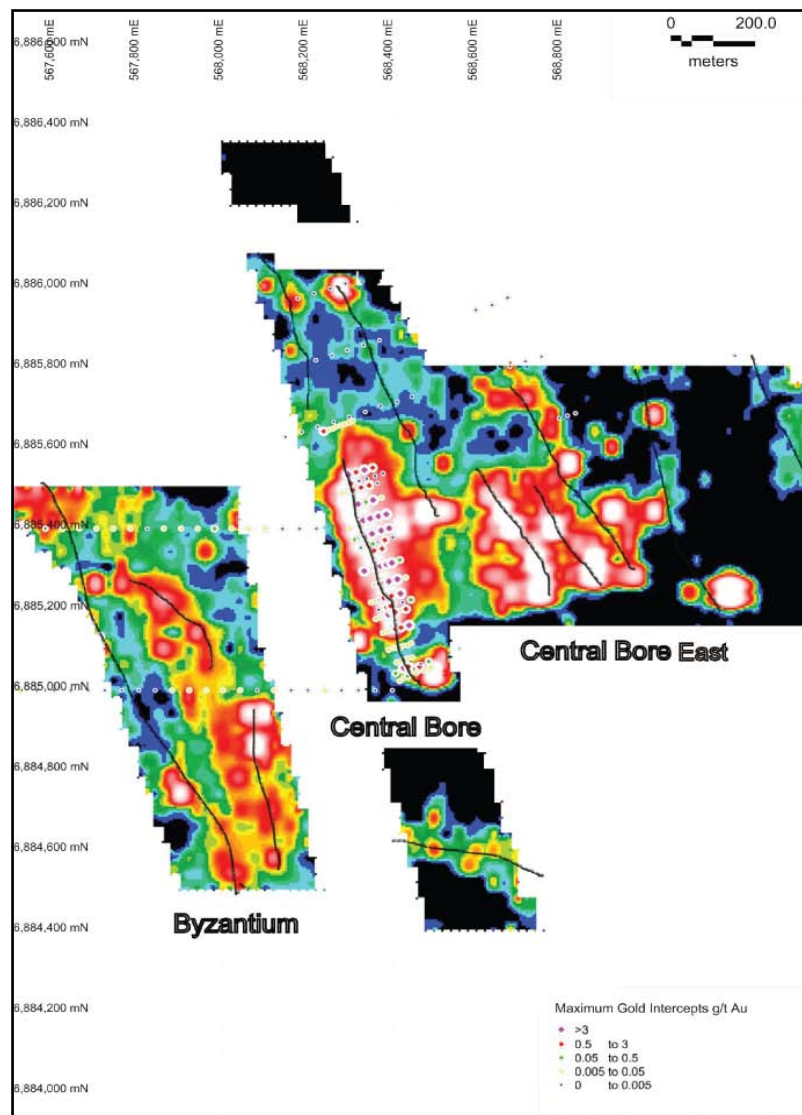 0 200.0
meters
567,600 mE
567,800 mE
568,000 mE
568,200 mE
568,400 mE
568,600 mE
568,800 mE
6,886,600 mN
6,886,400 mN
6,886,200 mN
6,886,000 mN
6,885,800 mN
6,885,600 mN
6,885,400 mN
6,885,200 mN
6,885,000 mN
6,884,800 mN
6,884,600 mN
6,884,400 mN
6,884,200 mN
6,884,000 mN
Central Bore East
Central Bore
Byzantium
Maximum Gold Intercepts g/t Au
>3
0.5 to 3
0.05 to 0.5
0.005 to 0.05
0 to 0.005